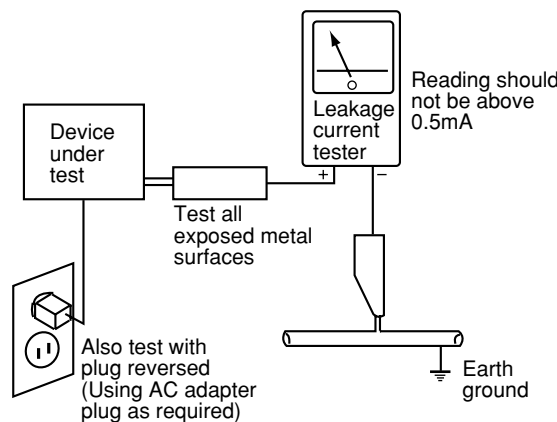 Device
under
test
Leakage
current
tester
+ −
Reading should
not be above
0.5mA
Test all
exposed metal
surfaces
Also test with
plug reversed
(Using AC adapter
plug as required)
Earth
ground